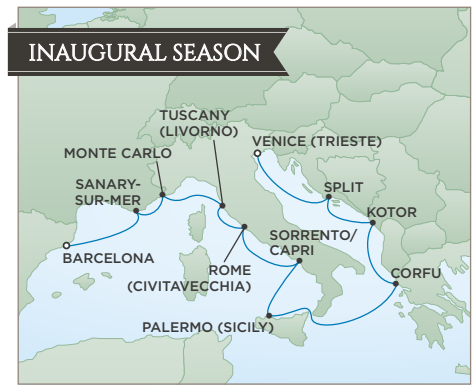 INAUGURAL SEASON
TUSCANY
(LIVORNO)
VENICE (TRIESTE)
MONTE CARLO
SANARY-
SUR-MER
SPLIT
KOTOR
SORRENTO/
CAPRI
BARCELONA
ROME
(CIVITAVECCHIA)
CORFU
PALERMO (SICILY)